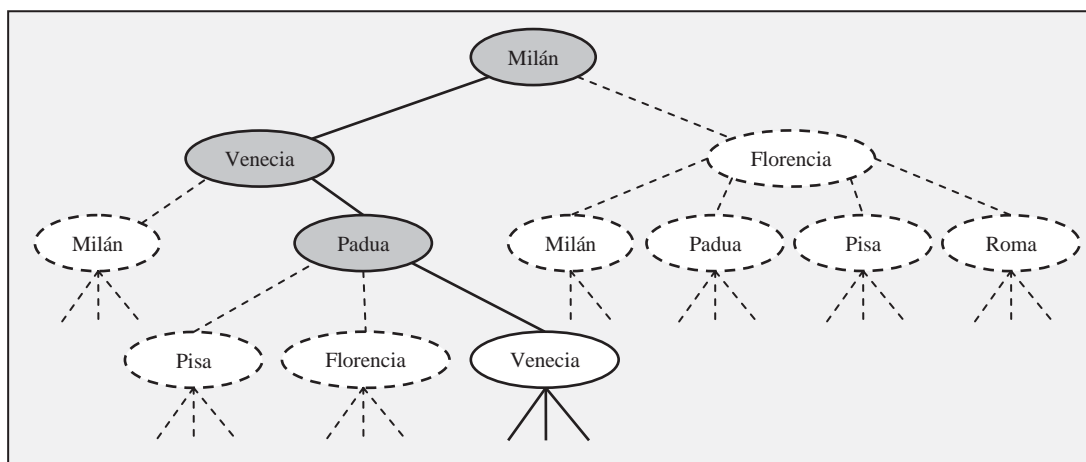 Milán
Venecia
Florencia
Milán
Padua
Milán
Padua
Pisa
Roma
Pisa
Florencia
Venecia